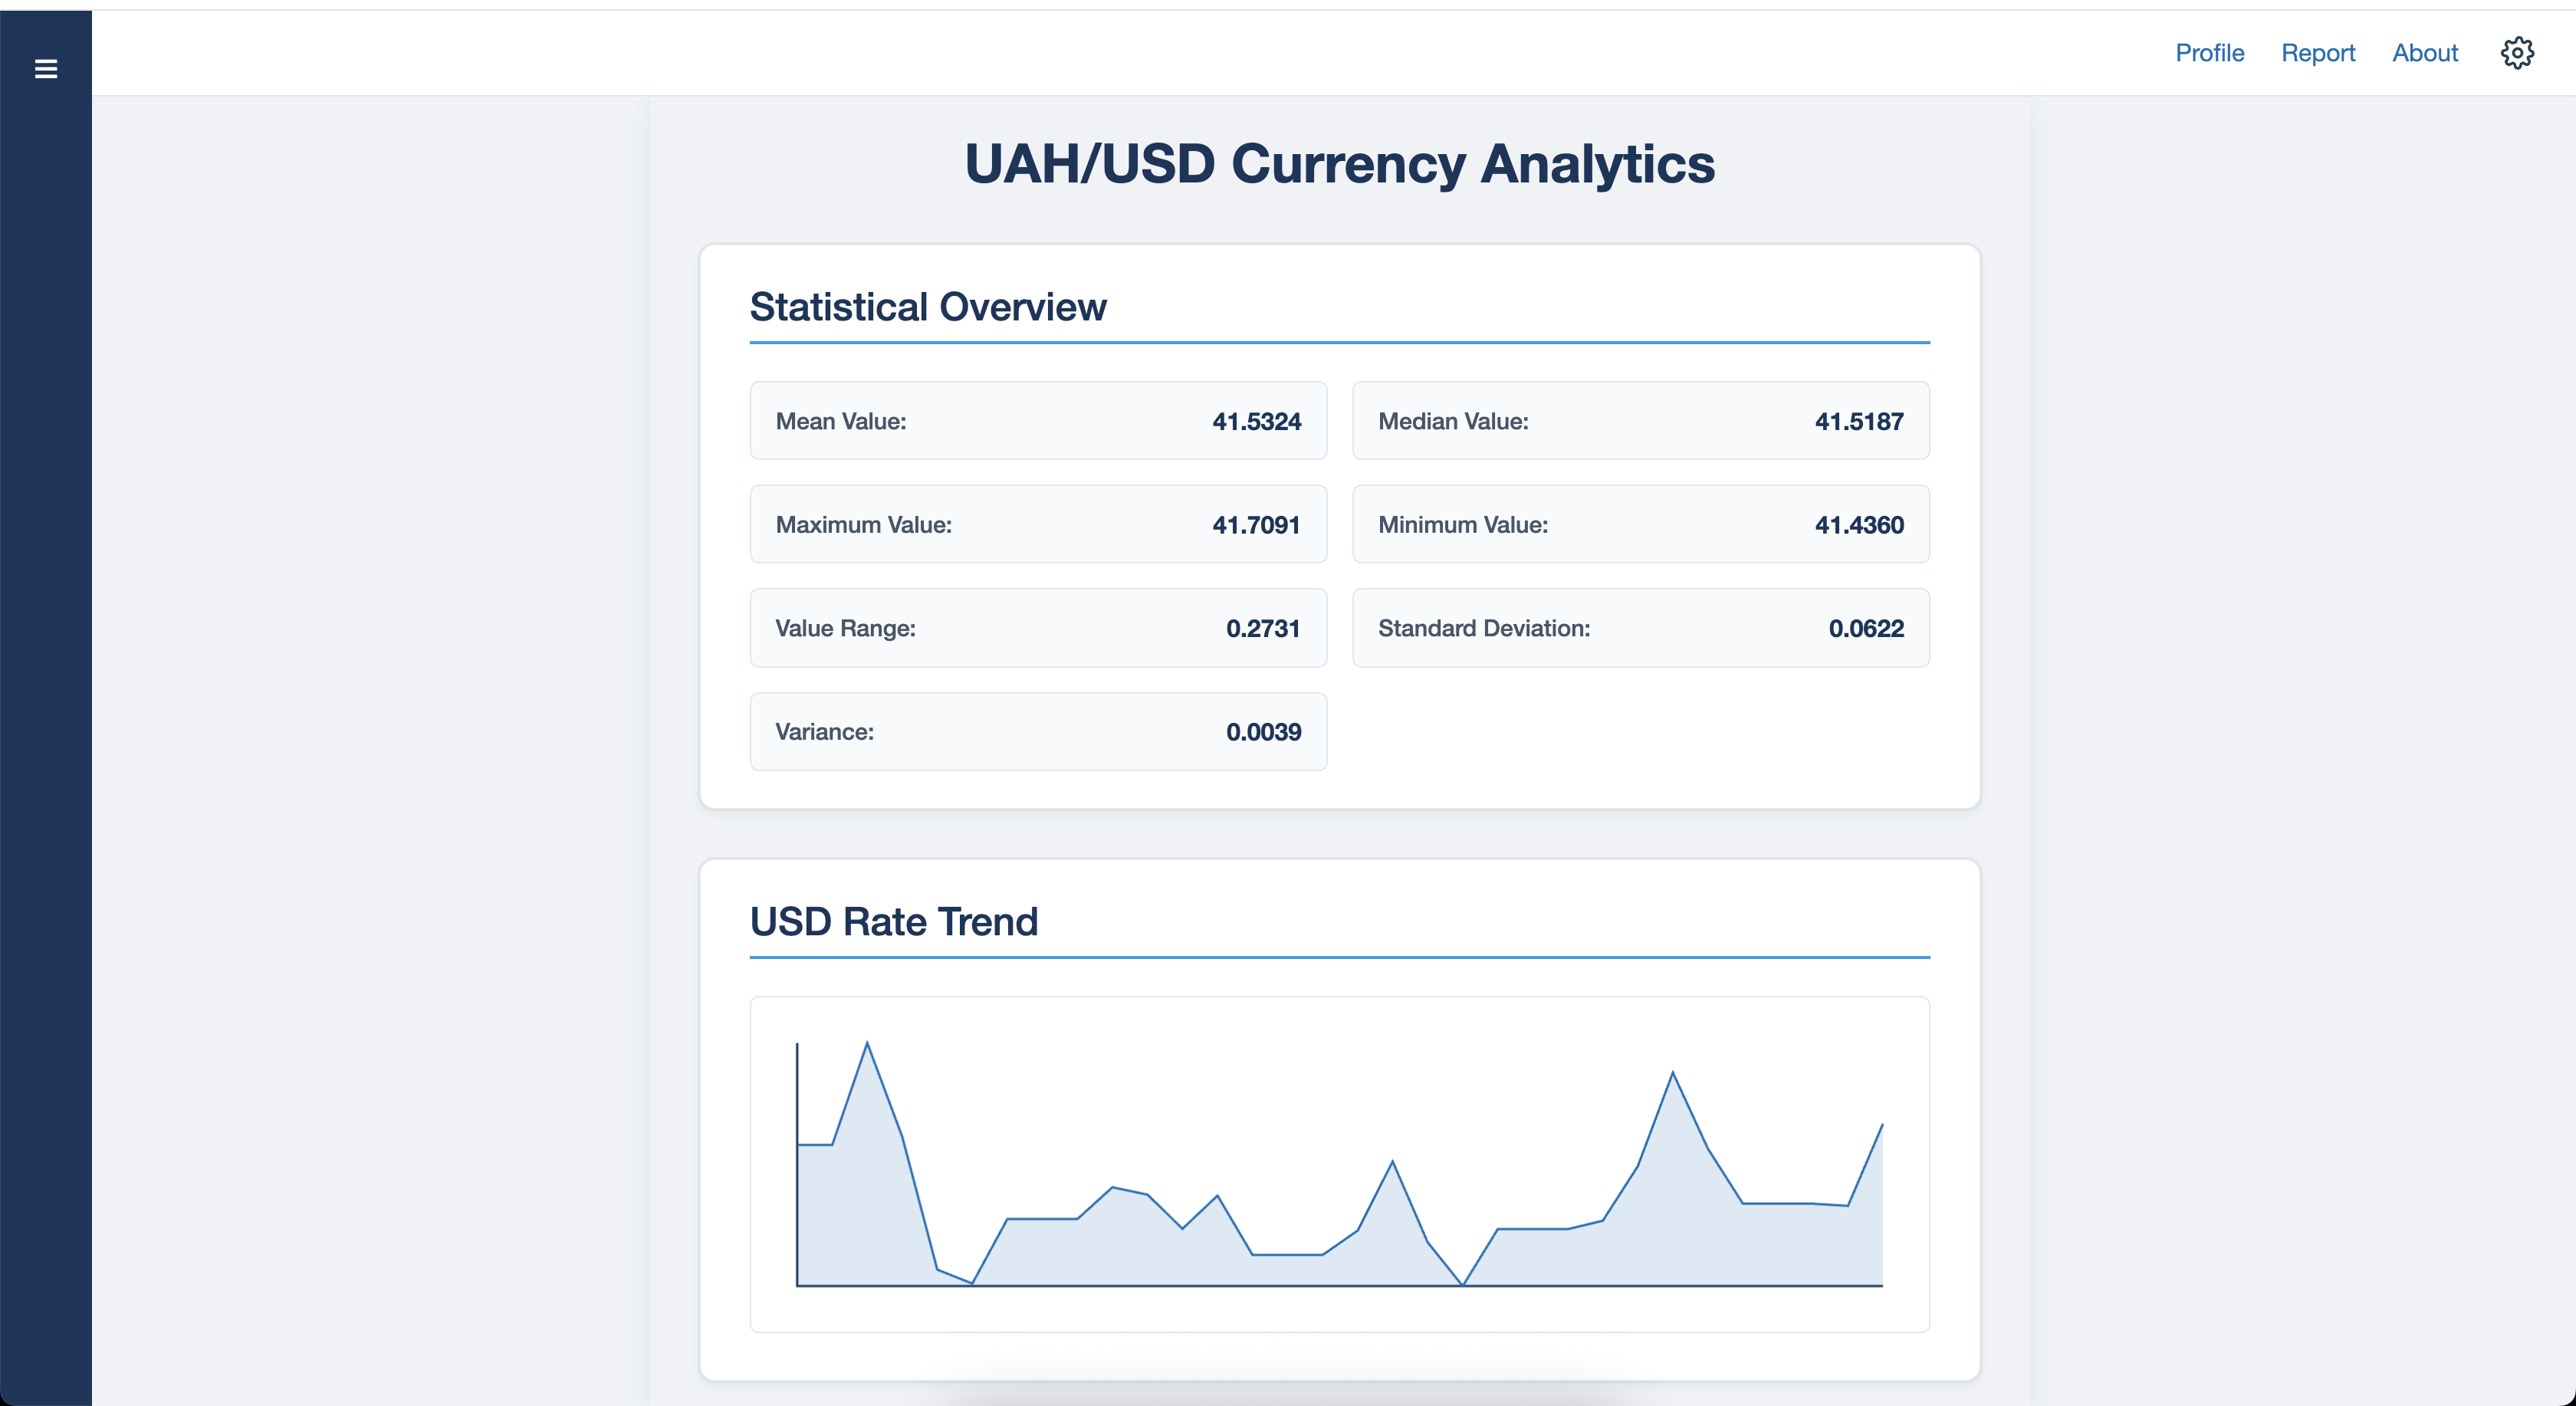 Profile Report About
UAH/USD Currency Analytics
Statistical Overview
Mean Value: 41.5324
Median Value: 41.5187
Maximum Value: 41.7091
Minimum Value: 41.4360
Value Range: 0.2731
Standard Deviation: 0.0622
Variance: 0.0039
USD Rate Trend